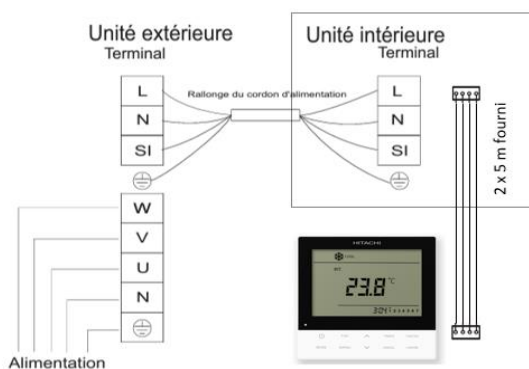 Unité extérieure
Terminal
Unité intérieure
Terminal
Rallonge du cordon d'alimentation
L
N
SI
L
N
SI
W
V
U
N
Alimentation
2 x 5 m fourni
HITACHI
23.8 °C